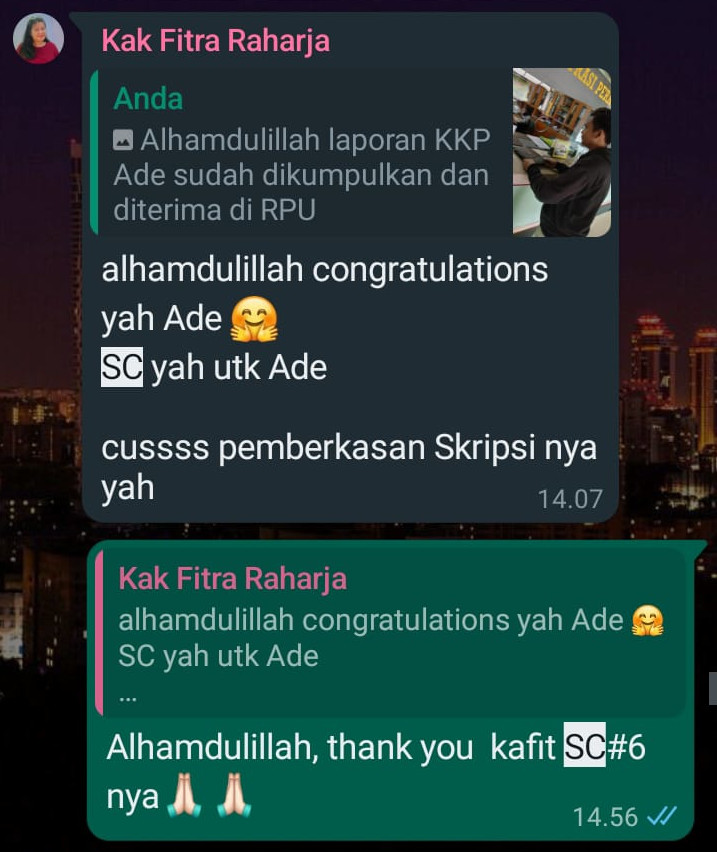 Kak Fitra Raharja
Anda
Alhamdulillah laporan KKP
Ade sudah dikumpulkan dan
diterima di RPU
alhamdulillah congratulations
yah Ade 🤗
SC yah utk Ade
cussss pemberkasan Skripsi nya
yah
14.07
Kak Fitra Raharja
alhamdulillah congratulations yah Ade 🤗
SC yah utk Ade
...
Alhamdulillah, thank you  kafit SC#6
nya🙏🏻 🙏🏻
14.56